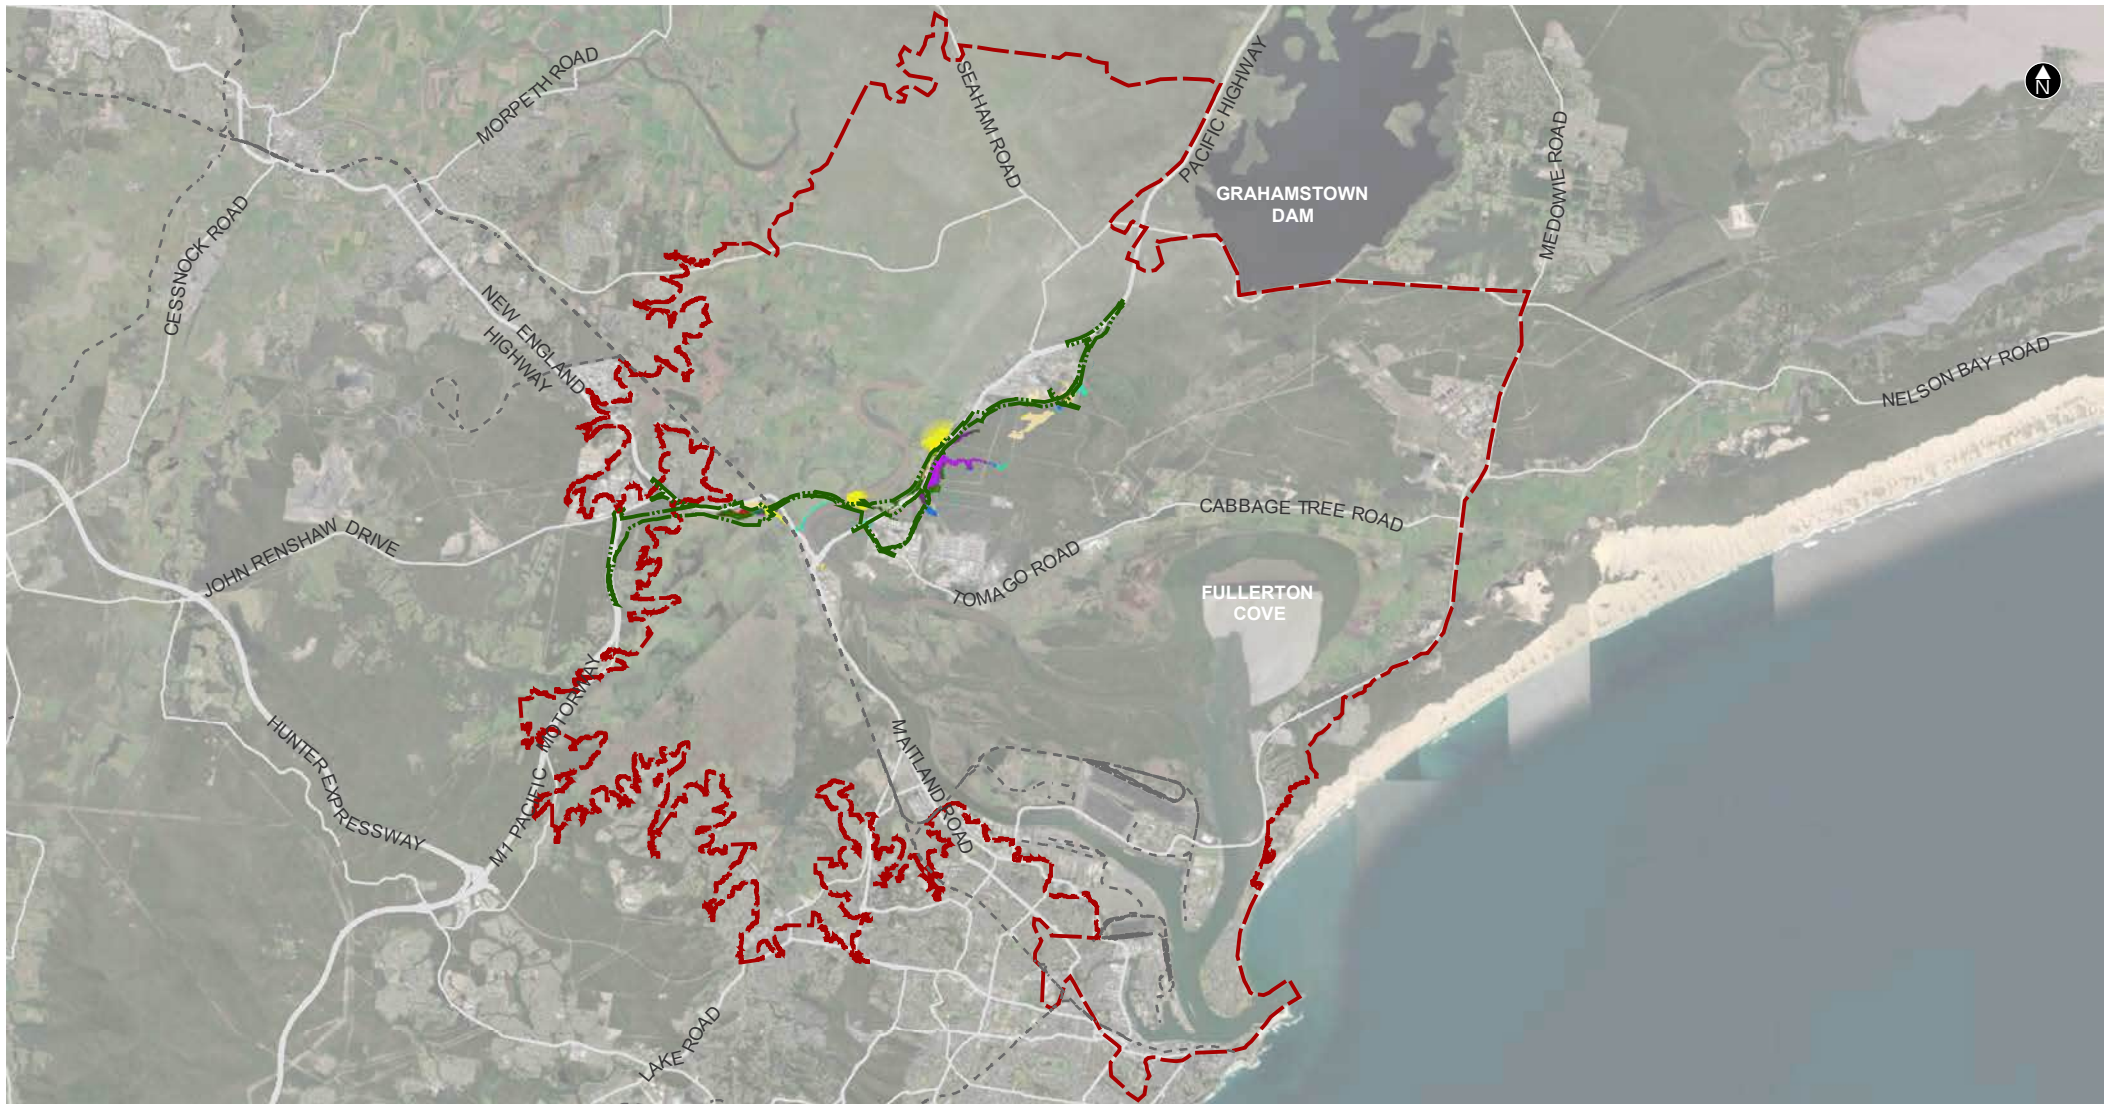 N
MORPETH ROAD
SEAHAM ROAD
PACIFIC HIGHWAY
GRAHAMSTOWN
DAM
MEDOWIE ROAD
CESSNOCK ROAD
NEW ENGLAND
HIGHWAY
NELSON BAY ROAD
CABBAGE TREE ROAD
JOHN RENSHAW DRIVE
TOMAGO ROAD
FULLERTON
COVE
HUNTER EXPRESSWAY
M1 PACIFIC MOTORWAY
MAITLAND ROAD
LAKE ROAD